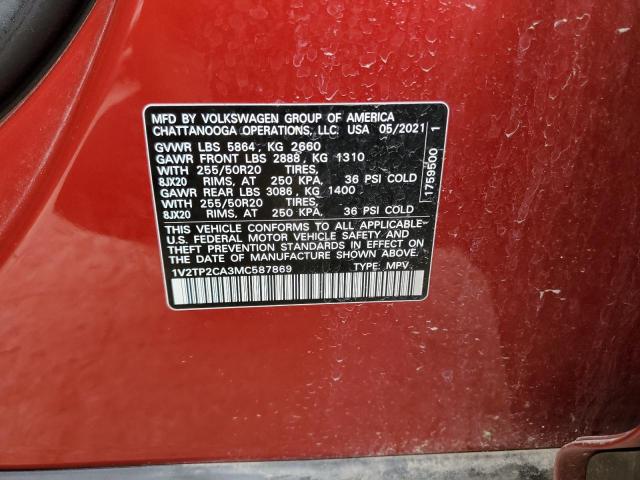 MFD BY VOLKSWAGEN GROUP OF AMERICA
CHATTANOOGA OPERATIONS, LLC. USA 05/2021
GVWR LBS 5864, KG 2660
GAWR FRONT LBS 2888, KG 1310
WITH 255/50R20 TIRES,
8JX20 RIMS, AT 250 KPA, 36 PSI COLD
GAWR REAR LBS 3086, KG 1400
WITH 255/50R20 TIRES,
8JX20 RIMS, AT 250 KPA, 36 PSI COLD
THIS VEHICLE CONFORMS TO ALL APPLICABLE
U.S. FEDERAL MOTOR VEHICLE SAFETY AND
THEFT PREVENTION STANDARDS IN EFFECT ON
THE DATE OF MANUFACTURE SHOWN ABOVE.
1V2TP2CA3MC587869 TYPE: MPV
1759500 1